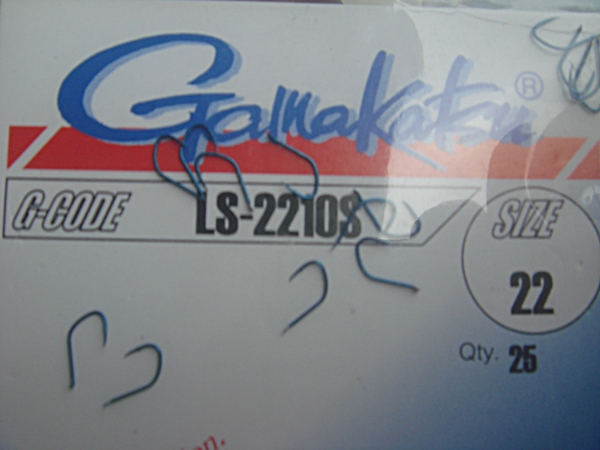 Gamakatsu®
G-CODE LS-2210S
SIZE
22
Qty. 25